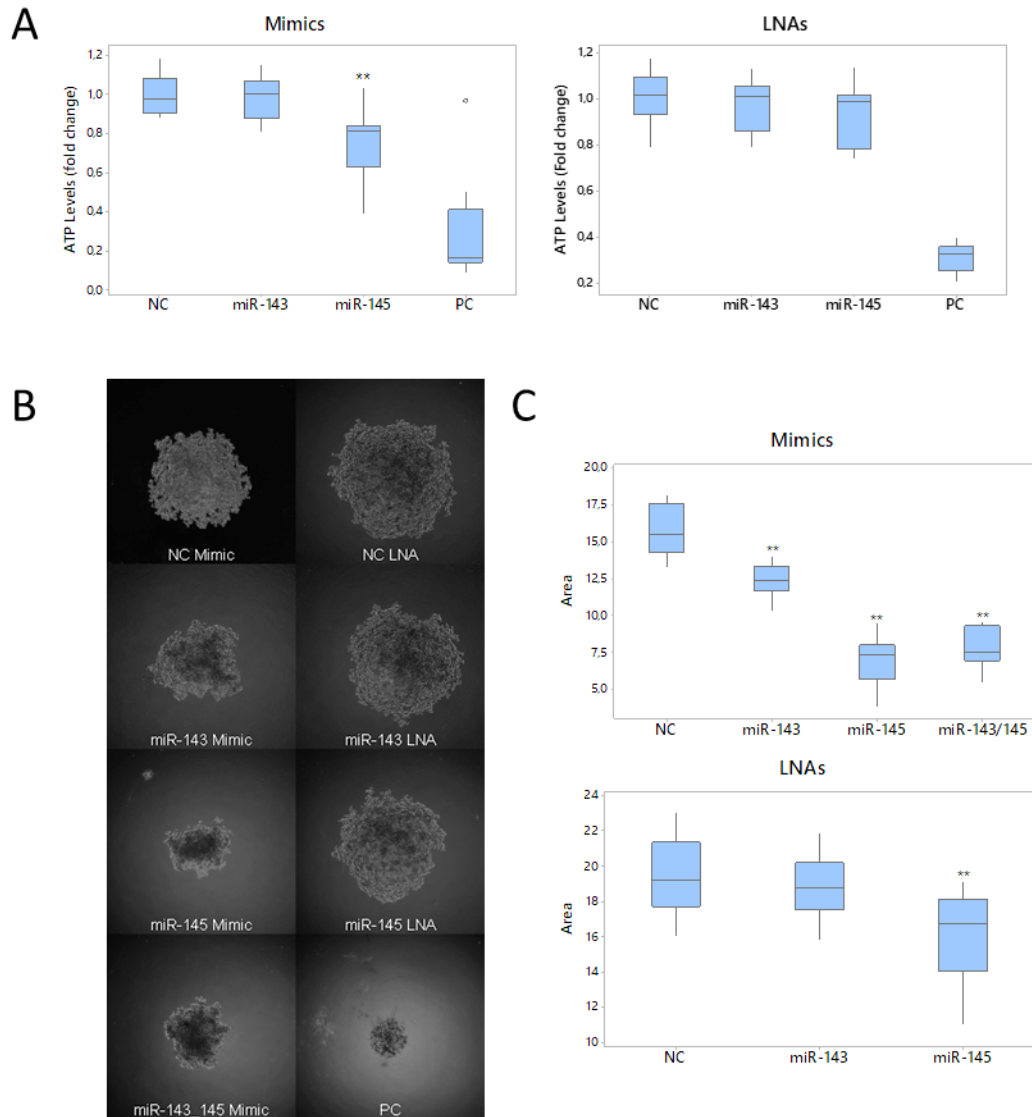 A
Mimics
ATP Levels (fold change)
1,2
1,0
0,8
0,6
0,4
0,2
0,0
**
NC miR-143 miR-145 PC
LNAs
ATP Levels (Fold change)
1,2
1,0
0,8
0,6
0,4
0,2
NC miR-143 miR-145 PC
B
NC Mimic NC LNA
miR-143 Mimic miR-143 LNA
miR-145 Mimic miR-145 LNA
miR-143_145 Mimic PC
C
Mimics
Area
20,0
17,5
15,0
12,5
10,0
7,5
5,0
** ** **
NC miR-143 miR-145 miR-143/145
LNAs
Area
24
22
20
18
16
14
12
10
**
NC miR-143 miR-145